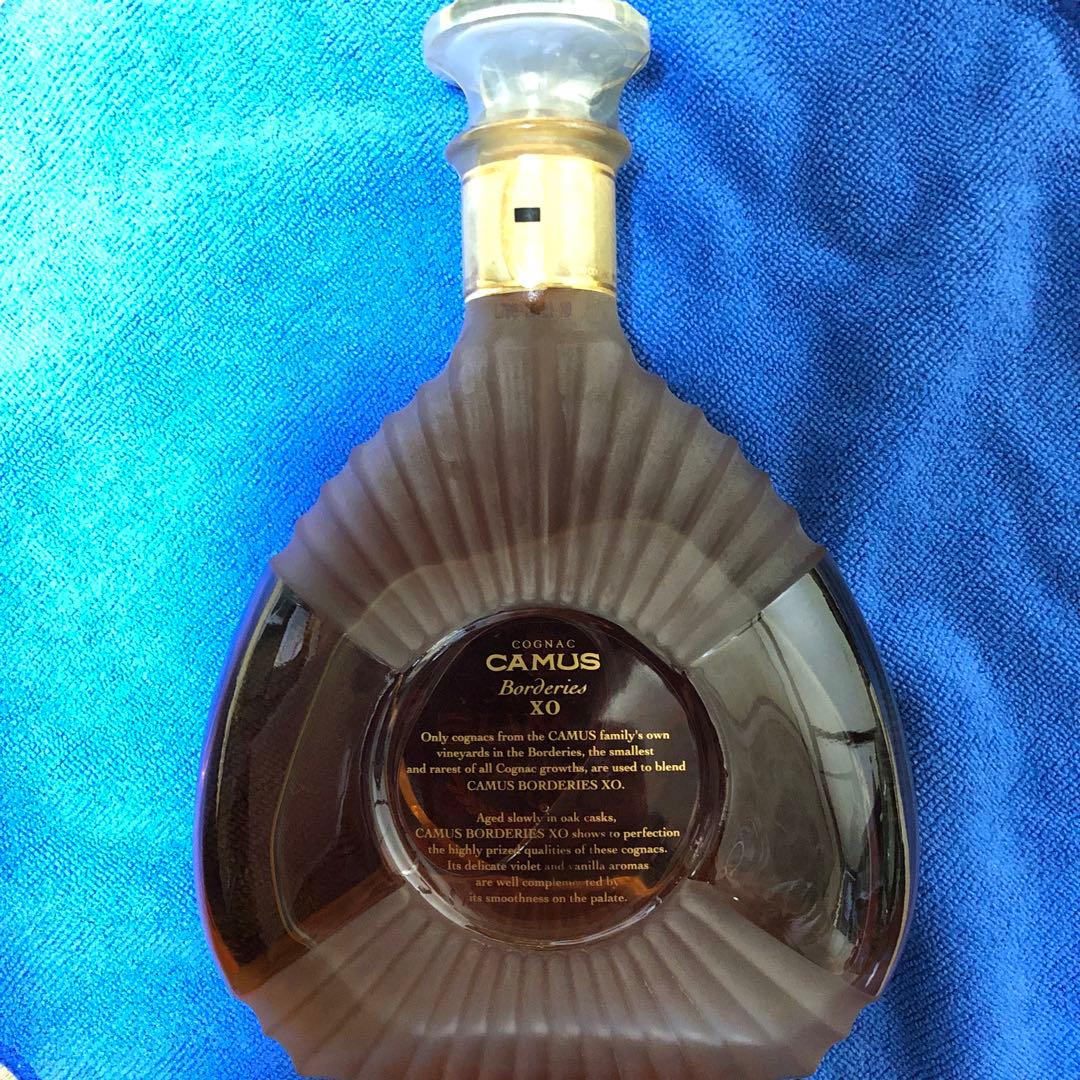 COGNAC
CAMUS
Borderies
XO
Only cognacs from the CAMUS family's own
vineyards in the Borderies, the smallest
and rarest of all Cognac growths, are used to blend
CAMUS BORDERIES XO.
Aged slowly in oak casks,
CAMUS BORDERIES XO shows to perfection
the highly prized qualities of these cognacs.
Its delicate violet and vanilla aromas
are well complemented by
its smoothness on the palate.